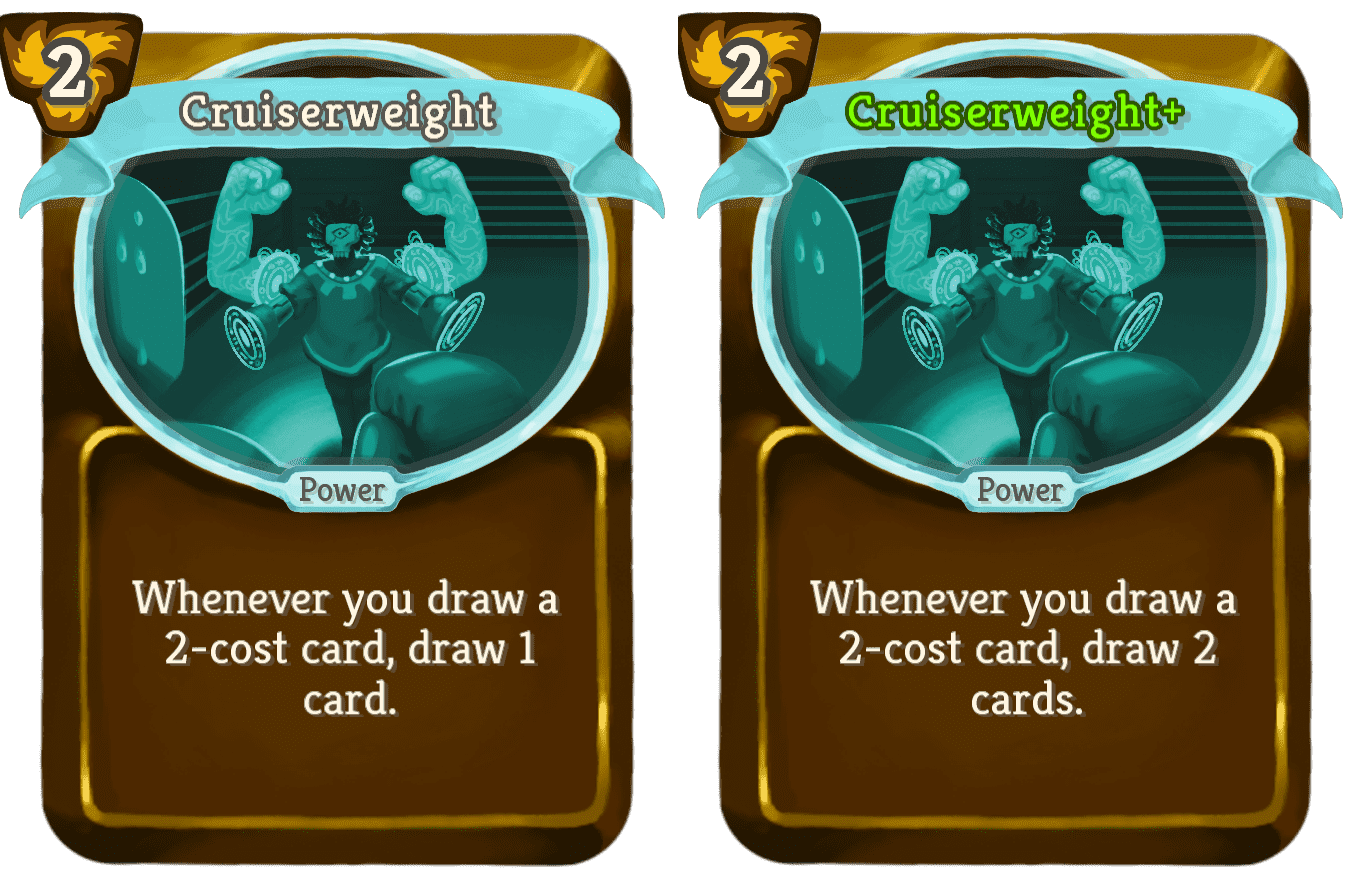 2
Cruiserweight
Power
Whenever you draw a
2-cost card, draw 1
card.
2
Cruiserweight+
Power
Whenever you draw a
2-cost card, draw 2
cards.